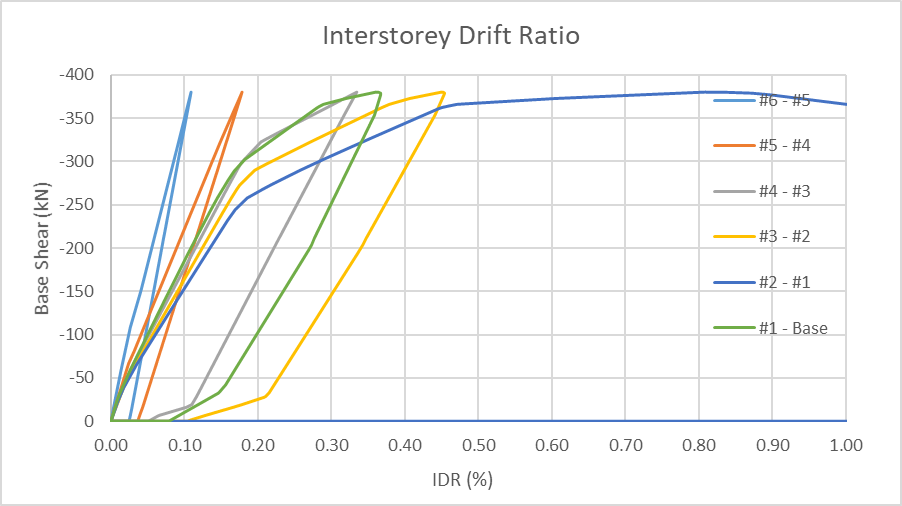 Interstorey Drift Ratio
-400
-350
-300
-250
-200
-150
-100
-50
0
Base Shear (kN)
#6 - #5
#5 - #4
#4 - #3
#3 - #2
#2 - #1
#1 - Base
0.00 0.10 0.20 0.30 0.40 0.50 0.60 0.70 0.80 0.90 1.00
IDR (%)